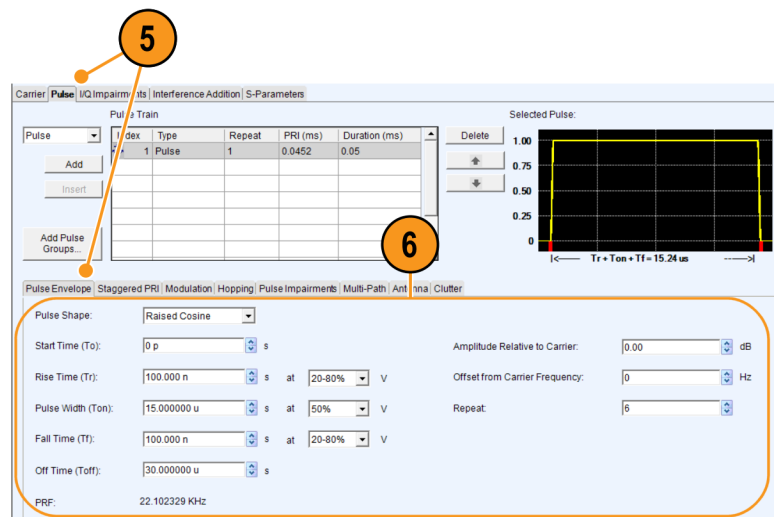 5
Carrier Pulse I/Q Impairments Interference Addition S-Parameters
Pulse Train
Selected Pulse:
Pulse
Index Type Repeat PRI (ms) Duration (ms)
1 Pulse 1 0.0452 0.05
Add
Insert
Add Pulse
Groups...
Delete
1.00
0.75
0.50
0.25
0
|<—— Tr + Ton + Tf = 15.24 us ---->|
6
Pulse Envelope Staggered PRI Modulation Hopping Pulse Impairments Multi-Path Antenna Clutter
Pulse Shape: Raised Cosine
Start Time (To): 0 p s Amplitude Relative to Carrier: 0.00 dB
Rise Time (Tr): 100.000 n s at 20-80% V Offset from Carrier Frequency: 0 Hz
Pulse Width (Ton): 15.000000 u s at 50% V Repeat: 6
Fall Time (Tf): 100.000 n s at 20-80% V
Off Time (Toff): 30.000000 u s
PRF: 22.102329 KHz